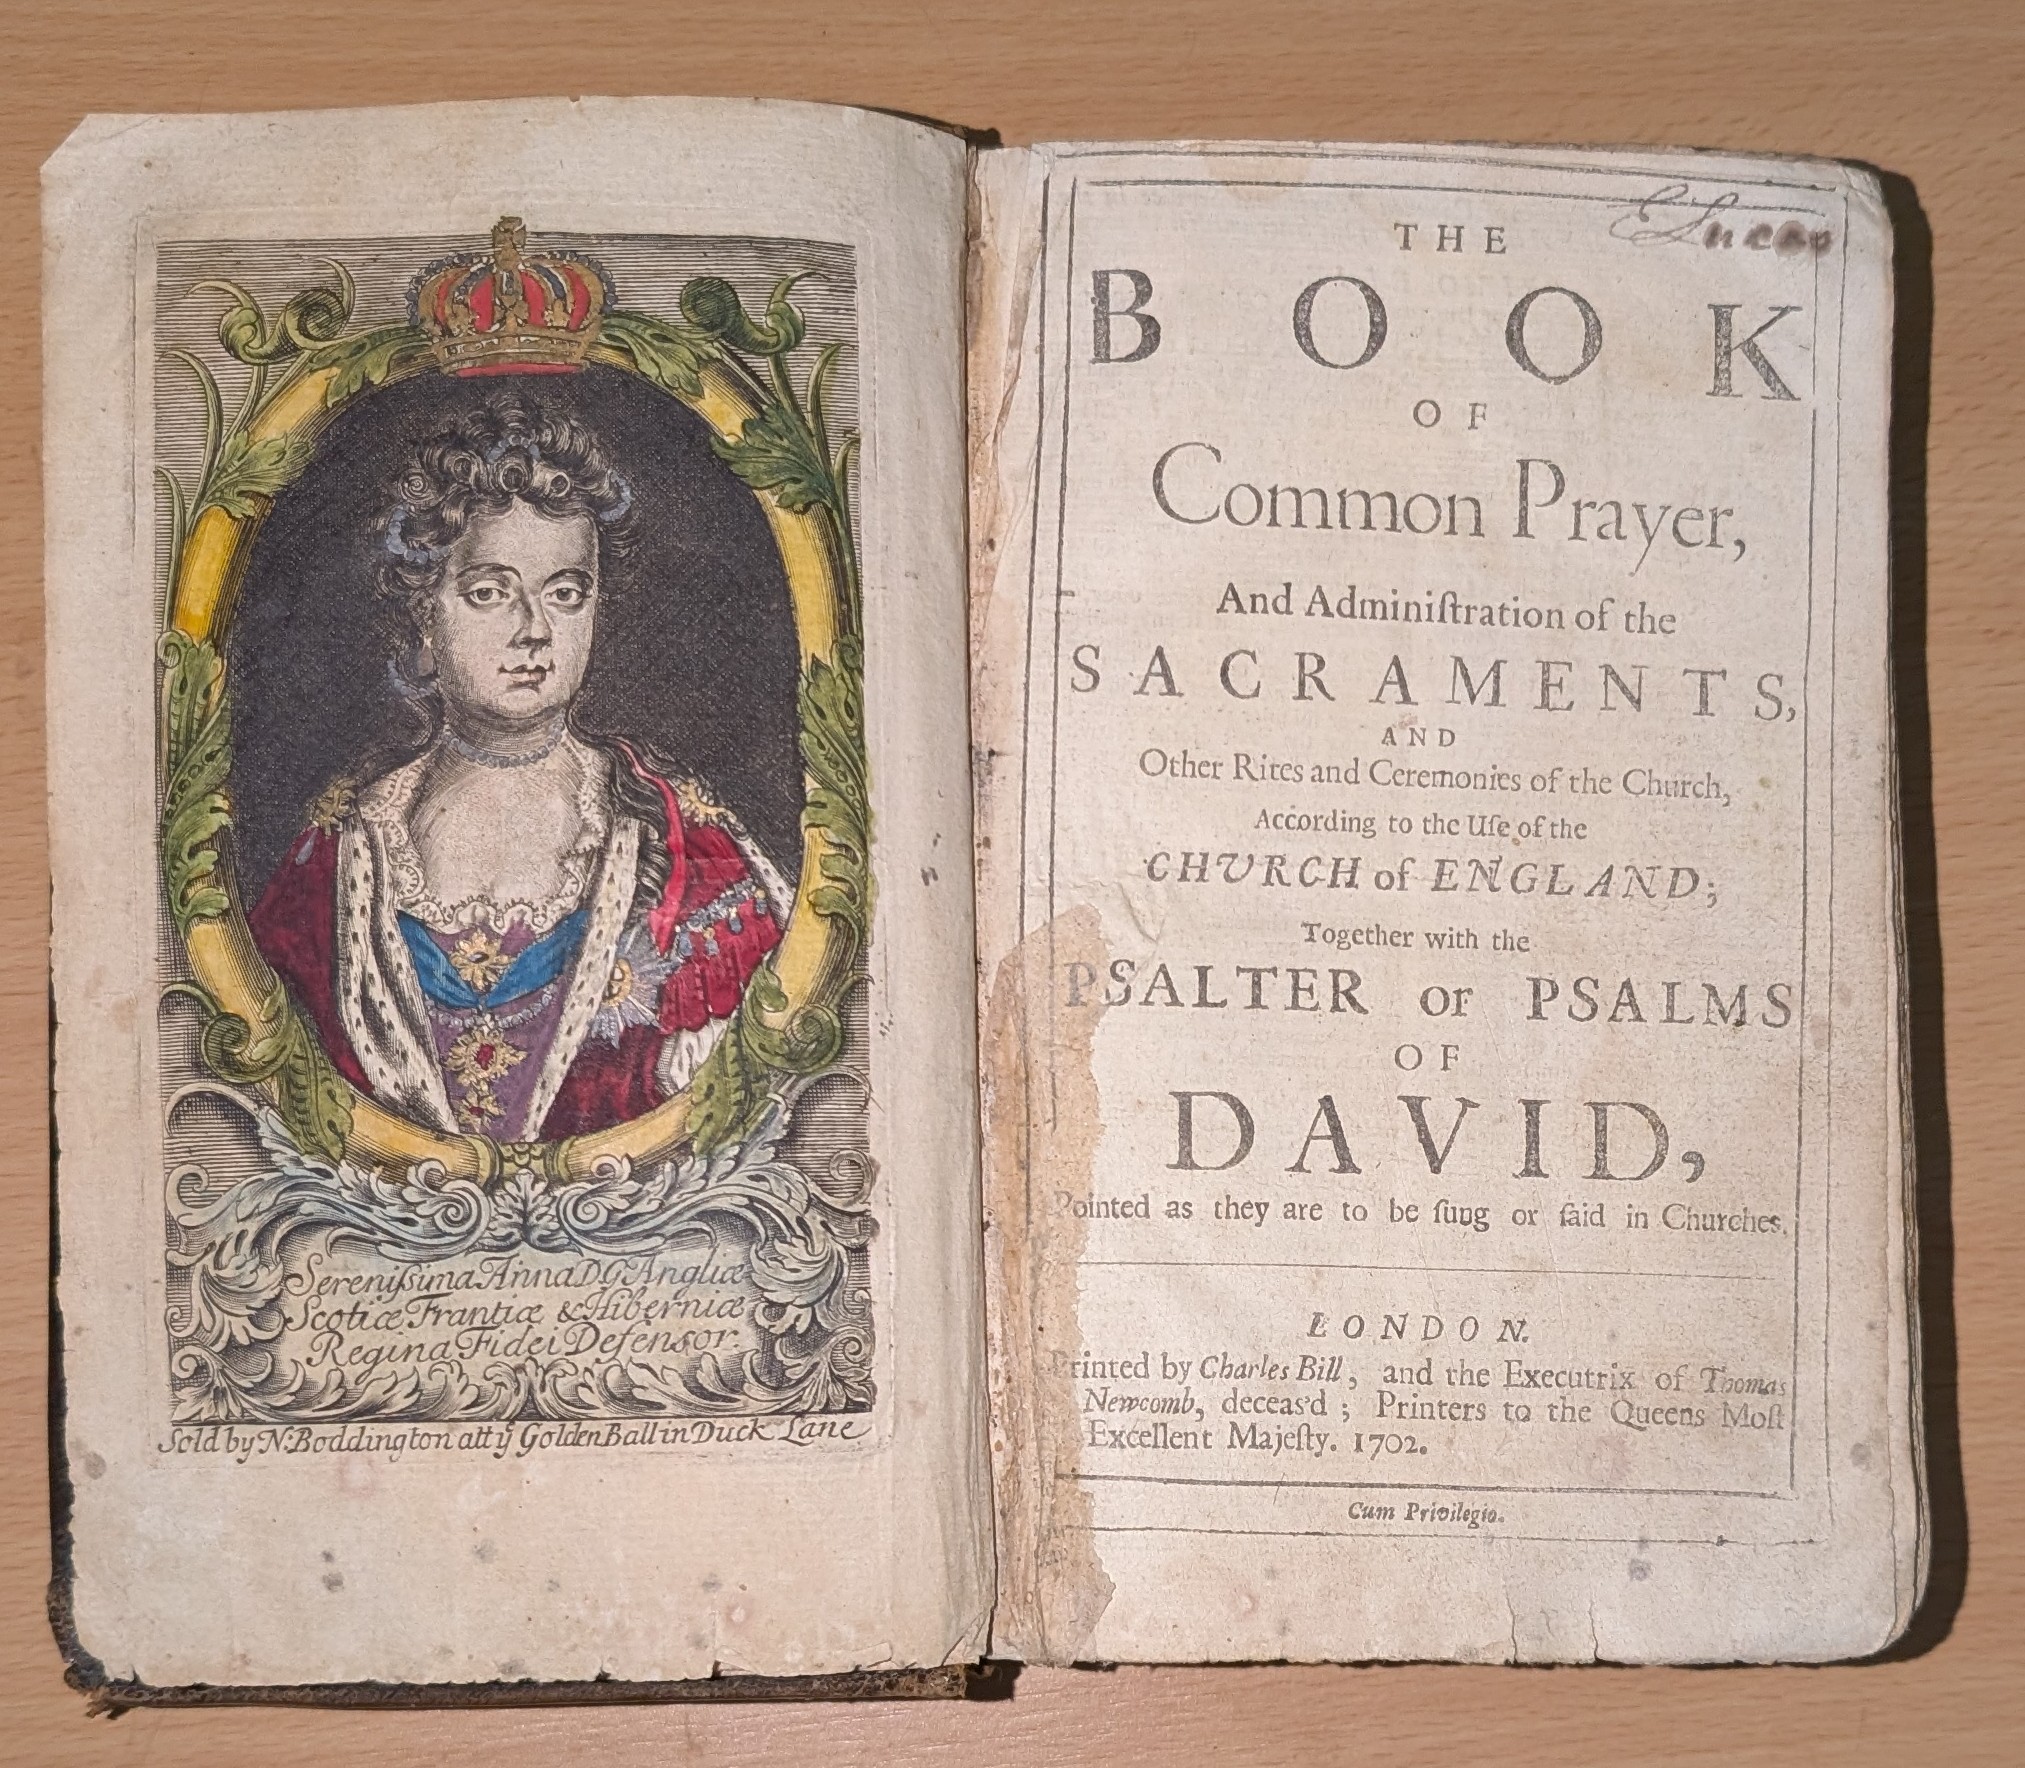 Sereniſsima Anna D.G. Angliæ
Scotiæ Frantiæ & Hiberniæ
Regina Fidei Defensor.
Sold by N. Boddington att yͤ Golden Ball in Duck Lane
E Lucas
THE
BOOK
OF
Common Prayer,
And Adminiſtration of the
SACRAMENTS,
AND
Other Rites and Ceremonies of the Church,
According to the Uſe of the
CHURCH of ENGLAND;
Together with the
PSALTER or PSALMS
OF
DAVID,
Pointed as they are to be ſung or ſaid in Churches.
LONDON.
Printed by Charles Bill, and the Executrix of Thomas
Newcomb, deceas'd; Printers to the Queens Moſt
Excellent Majeſty. 1702.
Cum Privilegio.